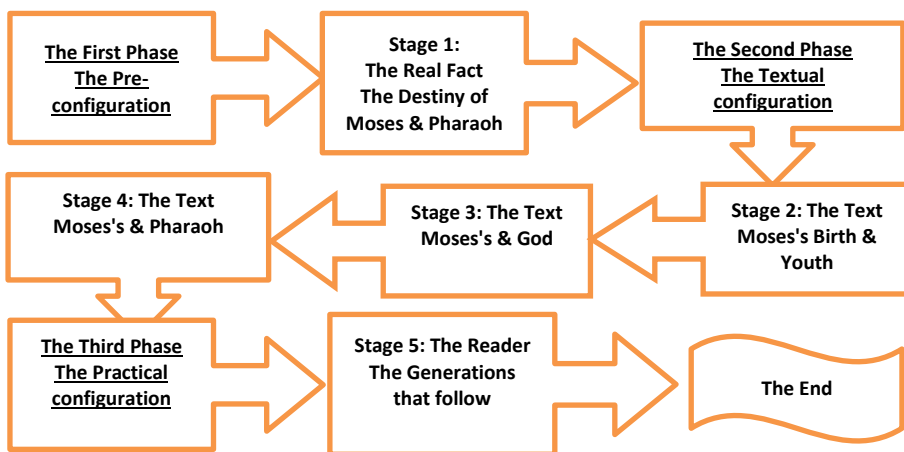 The First Phase
The Pre-
configuration
Stage 1:
The Real Fact
The Destiny of
Moses & Pharaoh
The Second Phase
The Textual
configuration
Stage 2: The Text
Moses's Birth &
Youth
Stage 3: The Text
Moses's & God
Stage 4: The Text
Moses's & Pharaoh
The Third Phase
The Practical
configuration
Stage 5: The Reader
The Generations
that follow
The End